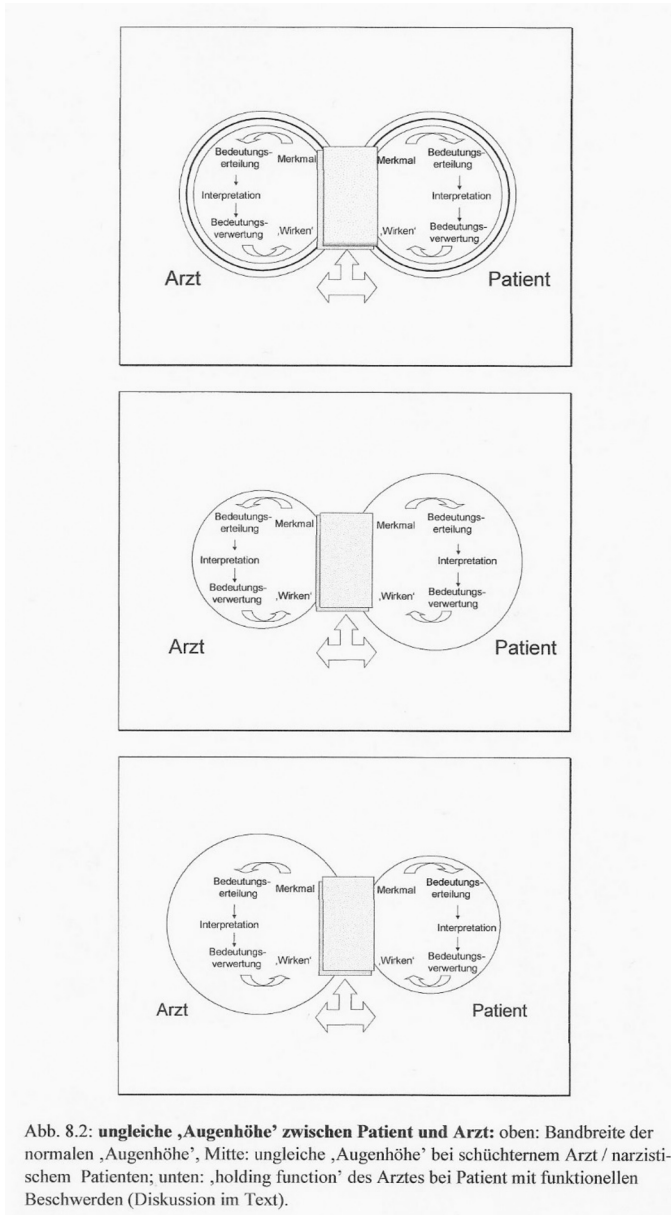 Bedeutungs-
erteilung
Merkmal
Interpretation
Bedeutungs-
verwertung
‚Wirken‘
Arzt
Merkmal
Bedeutungs-
erteilung
Interpretation
Bedeutungs-
verwertung
‚Wirken‘
Patient
Bedeutungs-
erteilung
Merkmal
Interpretation
Bedeutungs-
verwertung
‚Wirken‘
Arzt
Merkmal
Bedeutungs-
erteilung
Interpretation
Bedeutungs-
verwertung
‚Wirken‘
Patient
Bedeutungs-
erteilung
Merkmal
Interpretation
Bedeutungs-
verwertung
‚Wirken‘
Arzt
Merkmal
Bedeutungs-
erteilung
Interpretation
Bedeutungs-
verwertung
‚Wirken‘
Patient
Abb. 8.2: ungleiche ‚Augenhöhe’ zwischen Patient und Arzt: oben: Bandbreite der
normalen ‚Augenhöhe’, Mitte: ungleiche ‚Augenhöhe’ bei schüchternem Arzt / narzisti-
schem Patienten; unten: ‚holding function’ des Arztes bei Patient mit funktionellen
Beschwerden (Diskussion im Text).